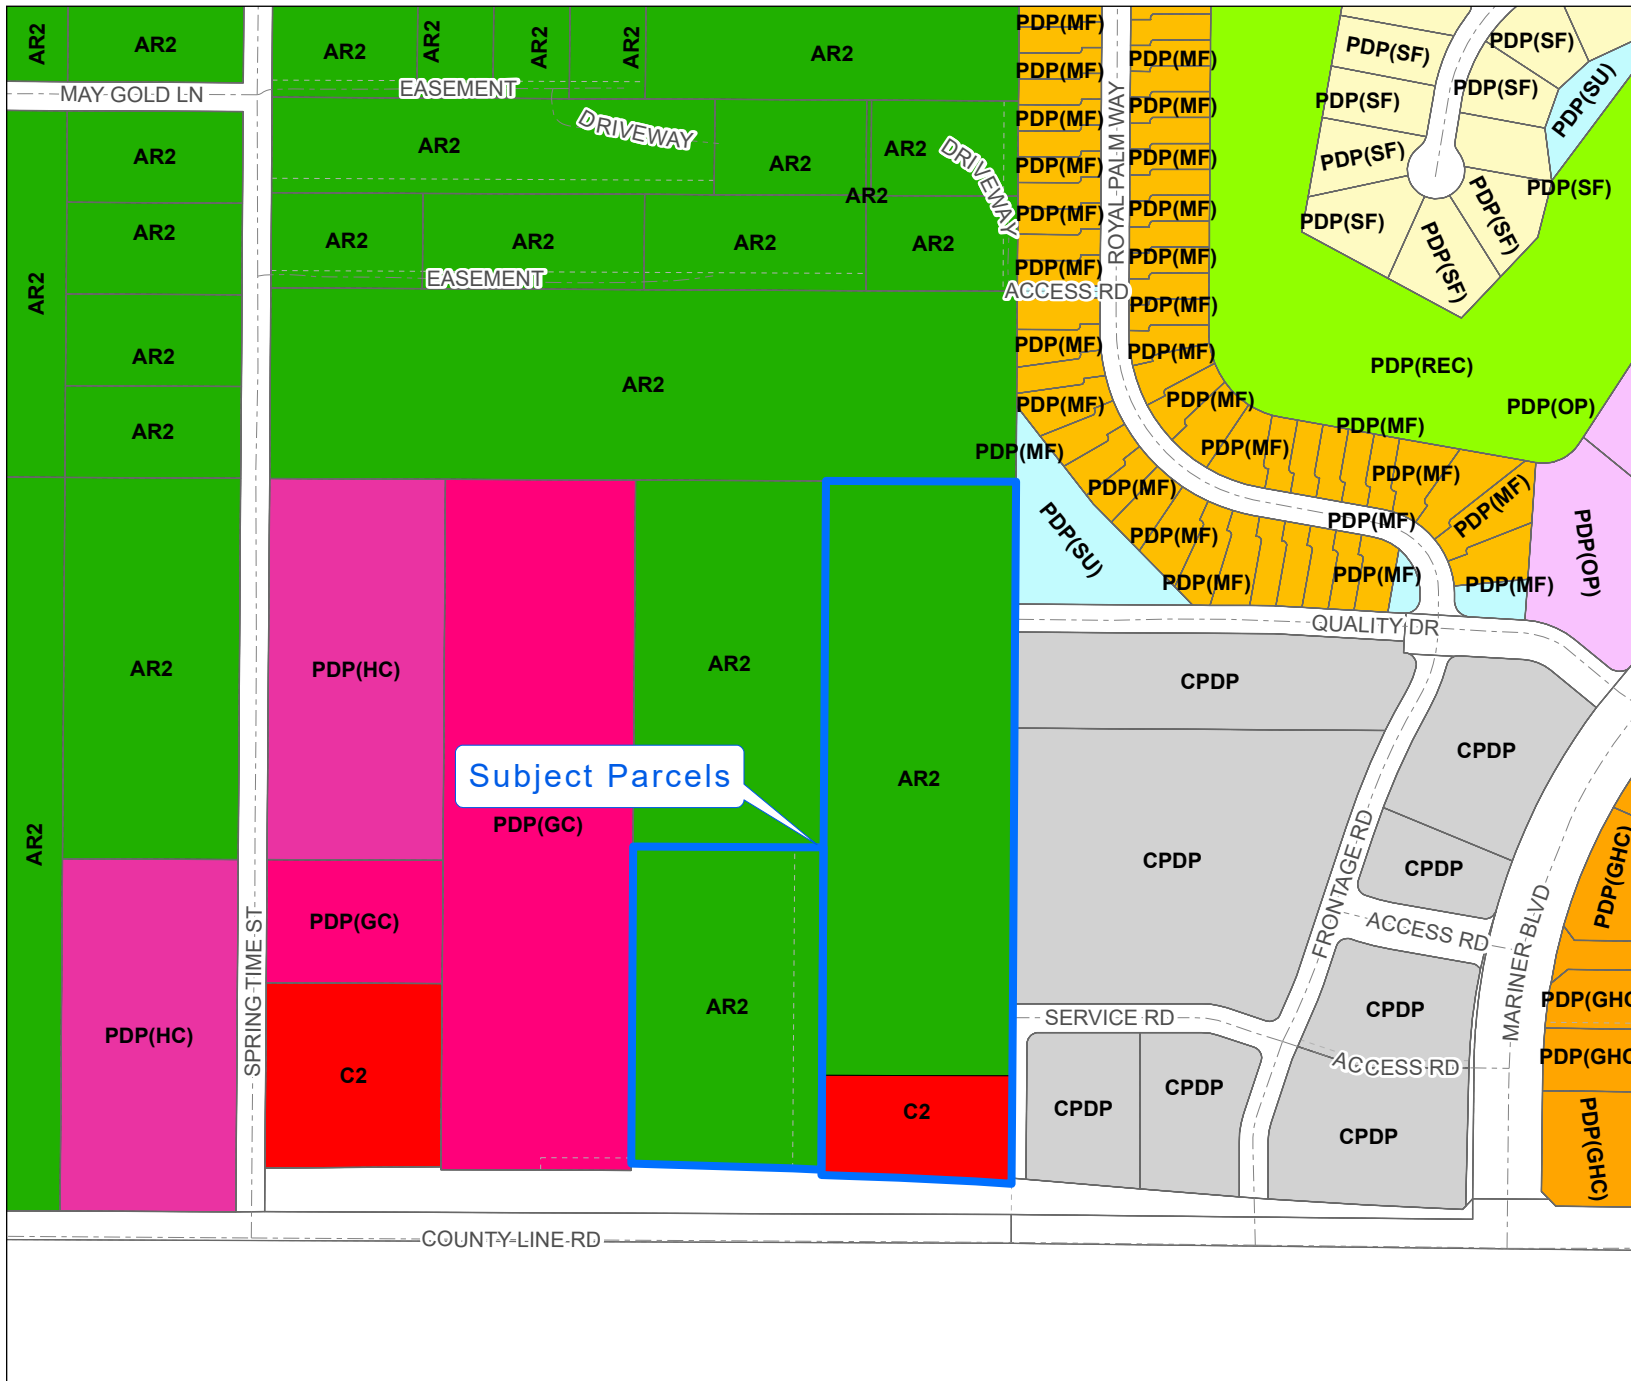 AR2
AR2
AR2
AR2
AR2
AR2
AR2
PDP(MF)
PDP(MF)
PDP(SF)
PDP(SF)
MAY GOLD LN
EASEMENT
PDP(MF)
PDP(MF)
PDP(SF)
PDP(SU)
DRIVEWAY
PDP(MF)
PDP(MF)
PDP(SF)
AR2
AR2
AR2
AR2
DRIVEWAY
PDP(MF)
ROYAL PALM WAY
PDP(MF)
PDP(SF)
PDP(SF)
AR2
AR2
AR2
AR2
AR2
AR2
PDP(MF)
PDP(MF)
PDP(SF)
PDP(SF)
PDP(SF)
AR2
EASEMENT
PDP(MF)
PDP(MF)
ACCESS RD
PDP(MF)
AR2
AR2
PDP(MF)
PDP(MF)
PDP(REC)
AR2
PDP(MF)
PDP(MF)
PDP(OP)
PDP(MF)
PDP(MF)
PDP(MF)
PDP(MF)
PDP(MF)
PDP(MF)
PDP(SU)
PDP(MF)
PDP(MF)
PDP(OP)
PDP(MF)
PDP(MF)
PDP(MF)
QUALITY DR
AR2
PDP(HC)
AR2
CPDP
Subject Parcels
AR2
CPDP
AR2
PDP(GC)
CPDP
CPDP
FRONTAGE RD
PDP(GHC)
PDP(GC)
ACCESS RD
MARINER BLVD
SPRING TIME ST
AR2
PDP(HC)
SERVICE RD
CPDP
PDP(GHC
C2
ACCESS RD
PDP(GHC
C2
CPDP
CPDP
CPDP
PDP(GHC)
COUNTY LINE RD